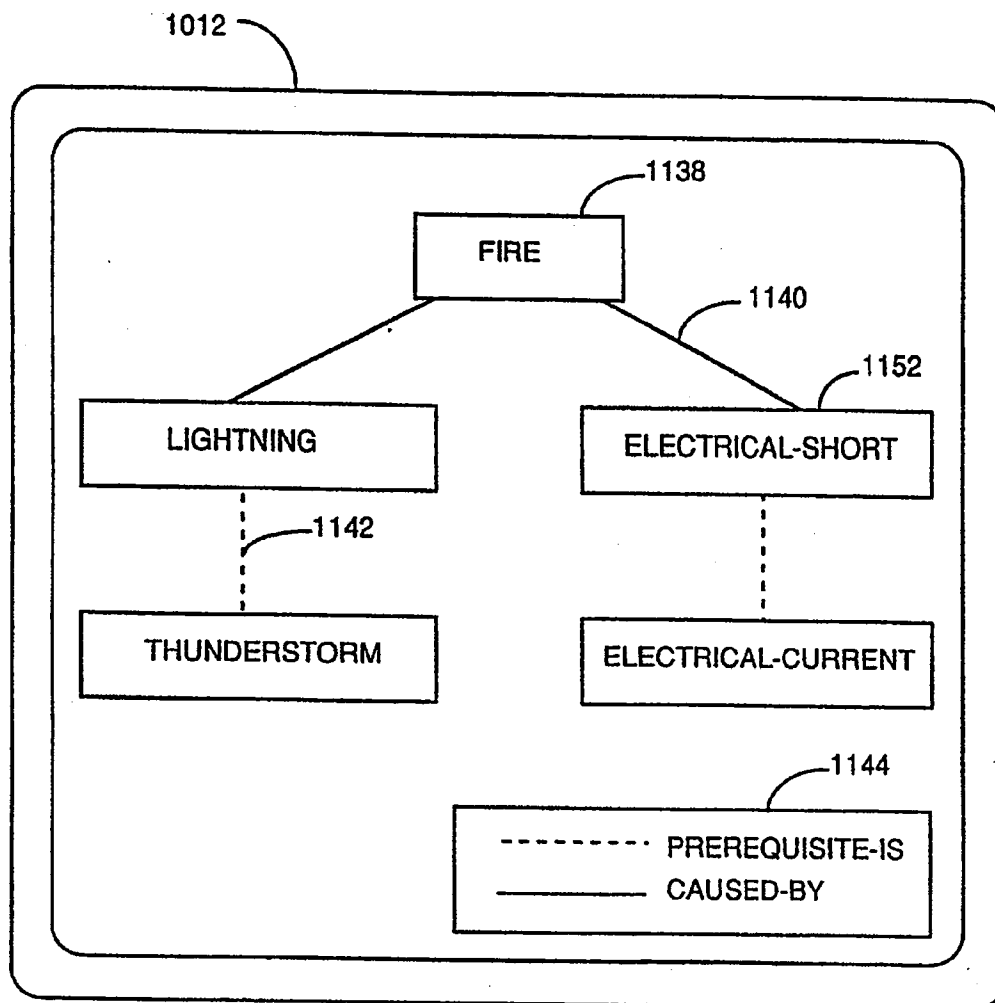 1012
1138
FIRE
1140
1152
LIGHTNING
ELECTRICAL-SHORT
1142
THUNDERSTORM
ELECTRICAL-CURRENT
1144
PREREQUISITE-IS
CAUSED-BY